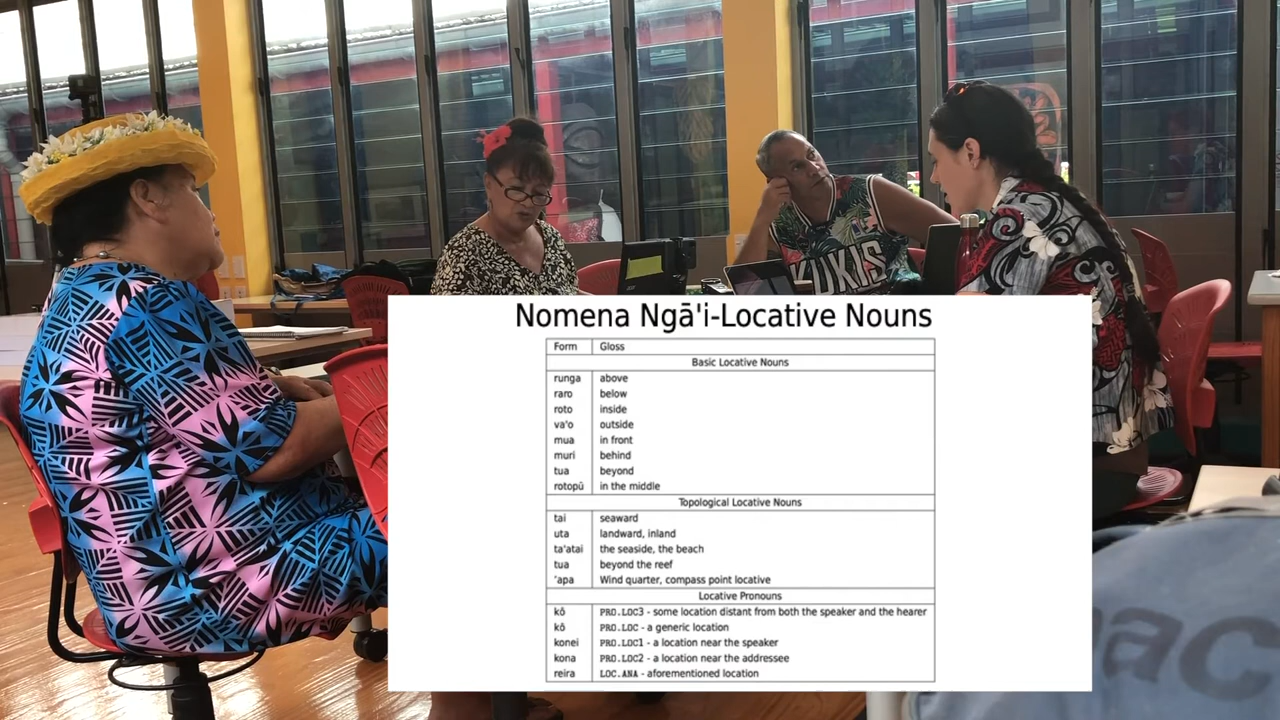 KUKIS
Nomena Ngā'i-Locative Nouns
Form Gloss
Basic Locative Nouns
runga above
raro below
roto inside
va'o outside
mua in front
muri behind
tua beyond
rotopū in the middle
Topological Locative Nouns
tai seaward
uta landward, inland
ta'atai the seaside, the beach
tua beyond the reef
'apa Wind quarter, compass point locative
Locative Pronouns
kō PRO.LOC3 - some location distant from both the speaker and the hearer
kō PRO.LOC - a generic location
konei PRO.LOC1 - a location near the speaker
kona PRO.LOC2 - a location near the addressee
reira LOC.ANA - aforementioned location